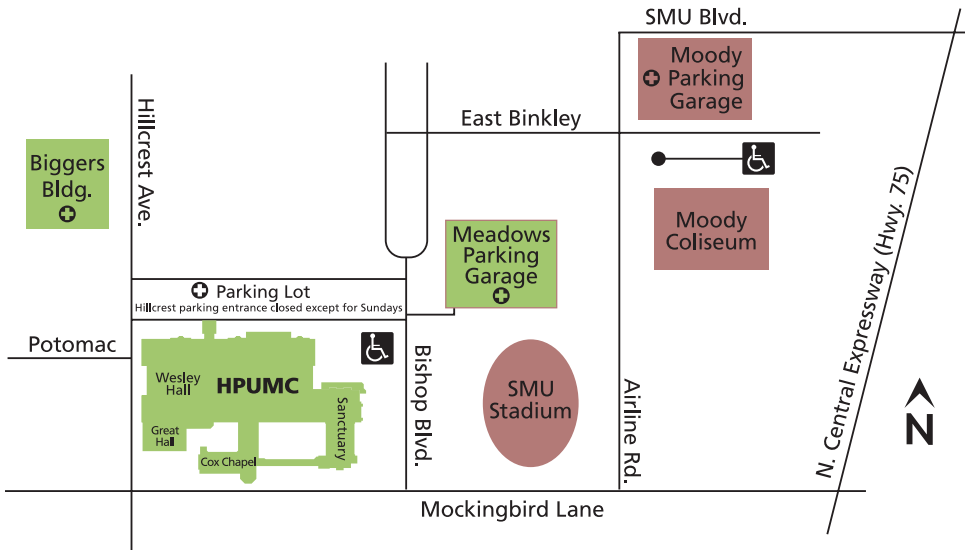 SMU Blvd.
Moody
Parking
Garage
East Binkley
Hillcrest Ave.
Biggers
Bldg.
Moody
Coliseum
Meadows
Parking
Garage
Parking Lot
Hillcrest parking entrance closed except for Sundays
N. Central Expressway (Hwy. 75)
Potomac
Wesley
Hall
HPUMC
Great
Hall
Cox Chapel
Sanctuary
Bishop Blvd.
SMU
Stadium
Airline Rd.
N
Mockingbird Lane